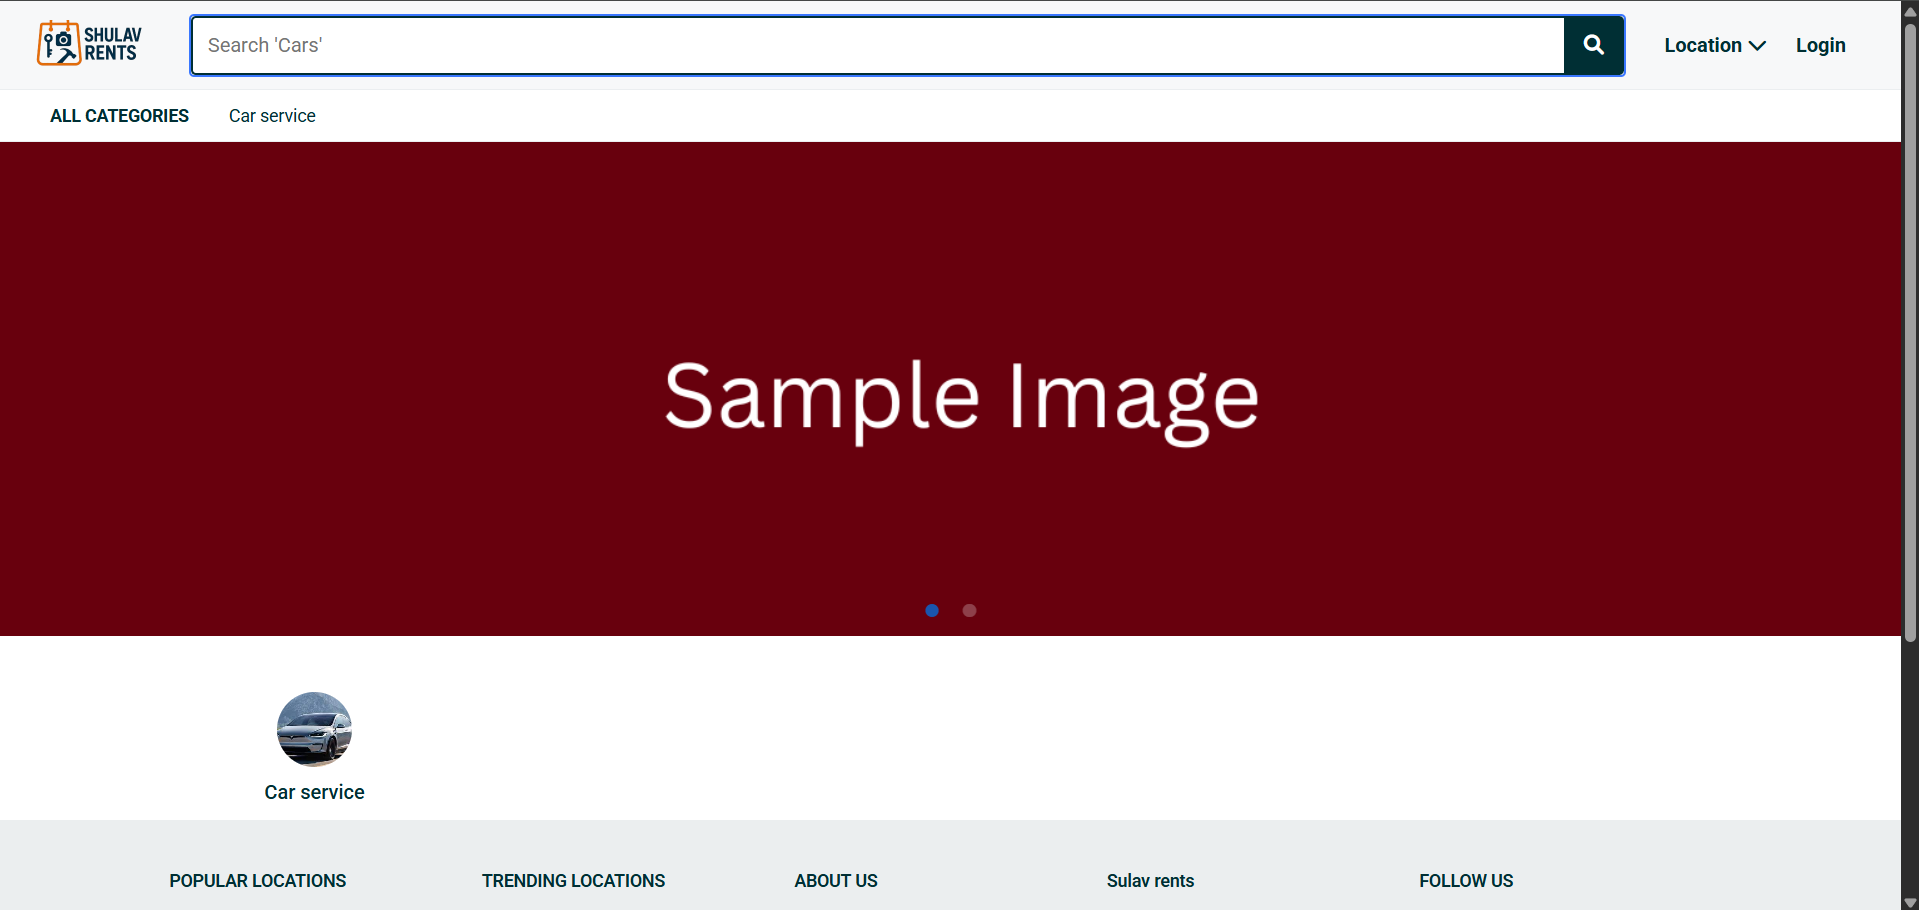 SHULAV
RENTS
Search 'Cars'
Location
Login
ALL CATEGORIES
Car service
Sample Image
Car service
POPULAR LOCATIONS
TRENDING LOCATIONS
ABOUT US
Sulav rents
FOLLOW US